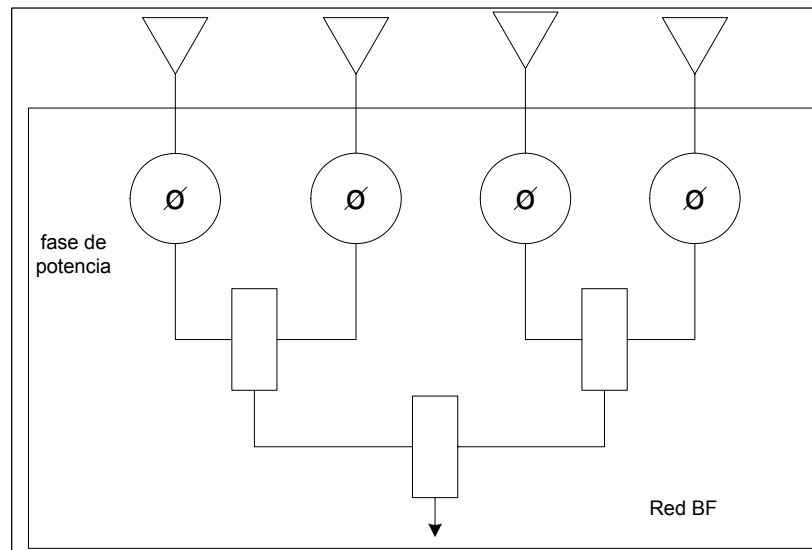 Ø Ø Ø Ø
fase de
potencia
Red BF